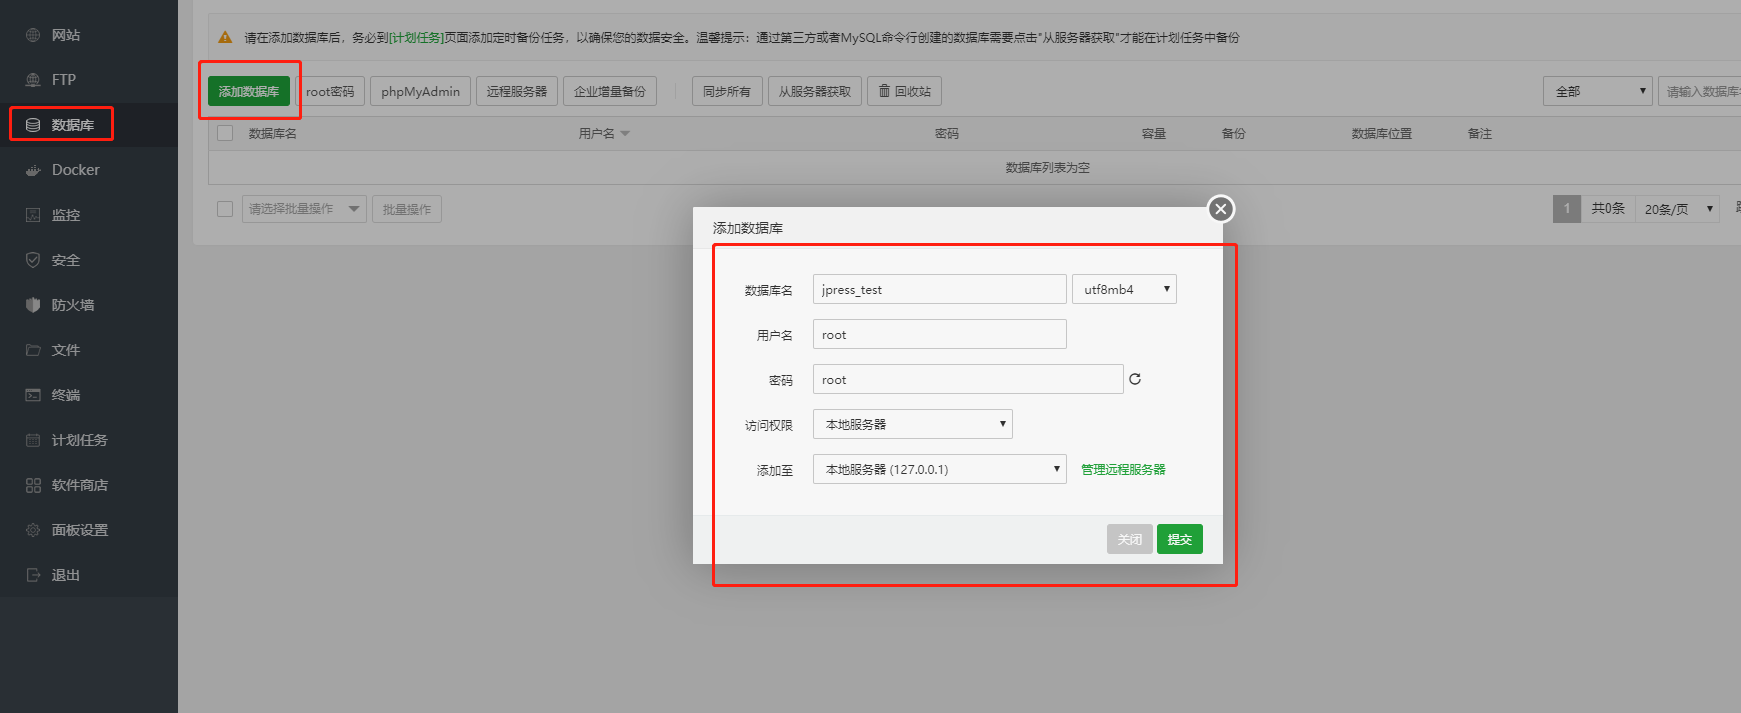 网站
FTP
数据库
Docker
监控
安全
防火墙
文件
终端
计划任务
软件商店
面板设置
退出
请在添加数据库后，务必到[计划任务]页面添加定时备份任务，以确保您的数据安全。温馨提示：通过第三方或者MySQL命令行创建的数据库需要点击"从服务器获取"才能在计划任务中备份
添加数据库 root密码 phpMyAdmin 远程服务器 企业增量备份 同步所有 从服务器获取 回收站 全部 请输入数据库
数据库名 用户名 密码 容量 备份 数据库位置 备注
数据库列表为空
请选择批量操作 批量操作 1 共0条 20条/页
添加数据库
数据库名 jpress_test utf8mb4
用户名 root
密码 root
访问权限 本地服务器
添加至 本地服务器 (127.0.0.1) 管理远程服务器
关闭 提交